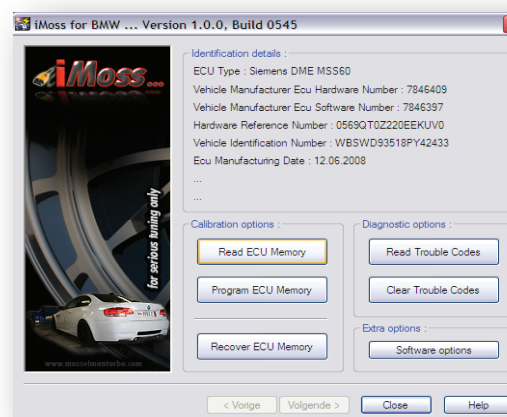 iMoss for BMW ... Version 1.0.0, Build 0545
iMoss...
for serious tuning only
www.mosselmanturbo.com
Identification details :
ECU Type : Siemens DME MSS60
Vehicle Manufacturer Ecu Hardware Number : 7846409
Vehicle Manufacturer Ecu Software Number : 7846397
Hardware Reference Number : 0569QT0Z220EEKUV0
Vehicle Identification Number : WBSWD93518PY42433
Ecu Manufacturing Date : 12.06.2008
...
...
Calibration options :
Read ECU Memory
Program ECU Memory
Recover ECU Memory
Diagnostic options :
Read Trouble Codes
Clear Trouble Codes
Extra options :
Software options
< Vorige
Volgende >
Close
Help